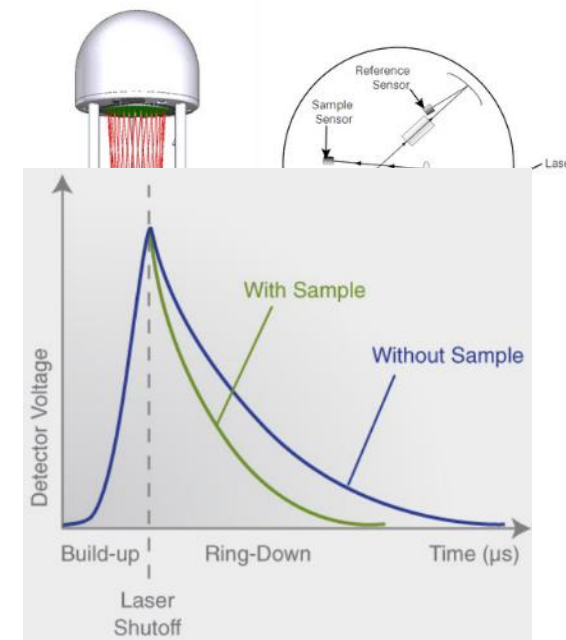 Reference
Sensor
Sample
Sensor
With Sample
Without Sample
Detector Voltage
Build-up
Ring-Down
Time (µs)
Laser
Shutoff